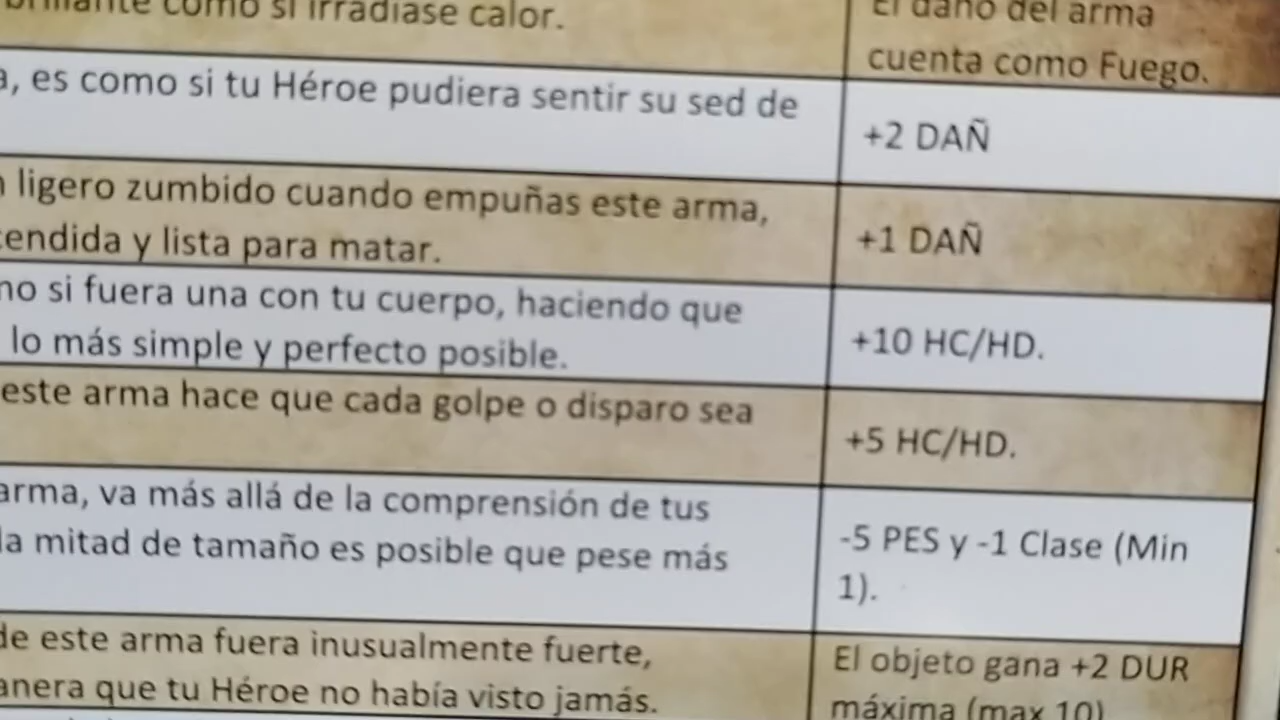 brillante como si irradiase calor.
El daño del arma
cuenta como Fuego.
a, es como si tu Héroe pudiera sentir su sed de
+2 DAÑ
ligero zumbido cuando empuñas este arma,
cendida y lista para matar.
+1 DAÑ
mo si fuera una con tu cuerpo, haciendo que
lo más simple y perfecto posible.
+10 HC/HD.
este arma hace que cada golpe o disparo sea
+5 HC/HD.
arma, va más allá de la comprensión de tus
la mitad de tamaño es posible que pese más
-5 PES y -1 Clase (Min
1).
de este arma fuera inusualmente fuerte,
anera que tu Héroe no había visto jamás.
El objeto gana +2 DUR
máxima (max 10)